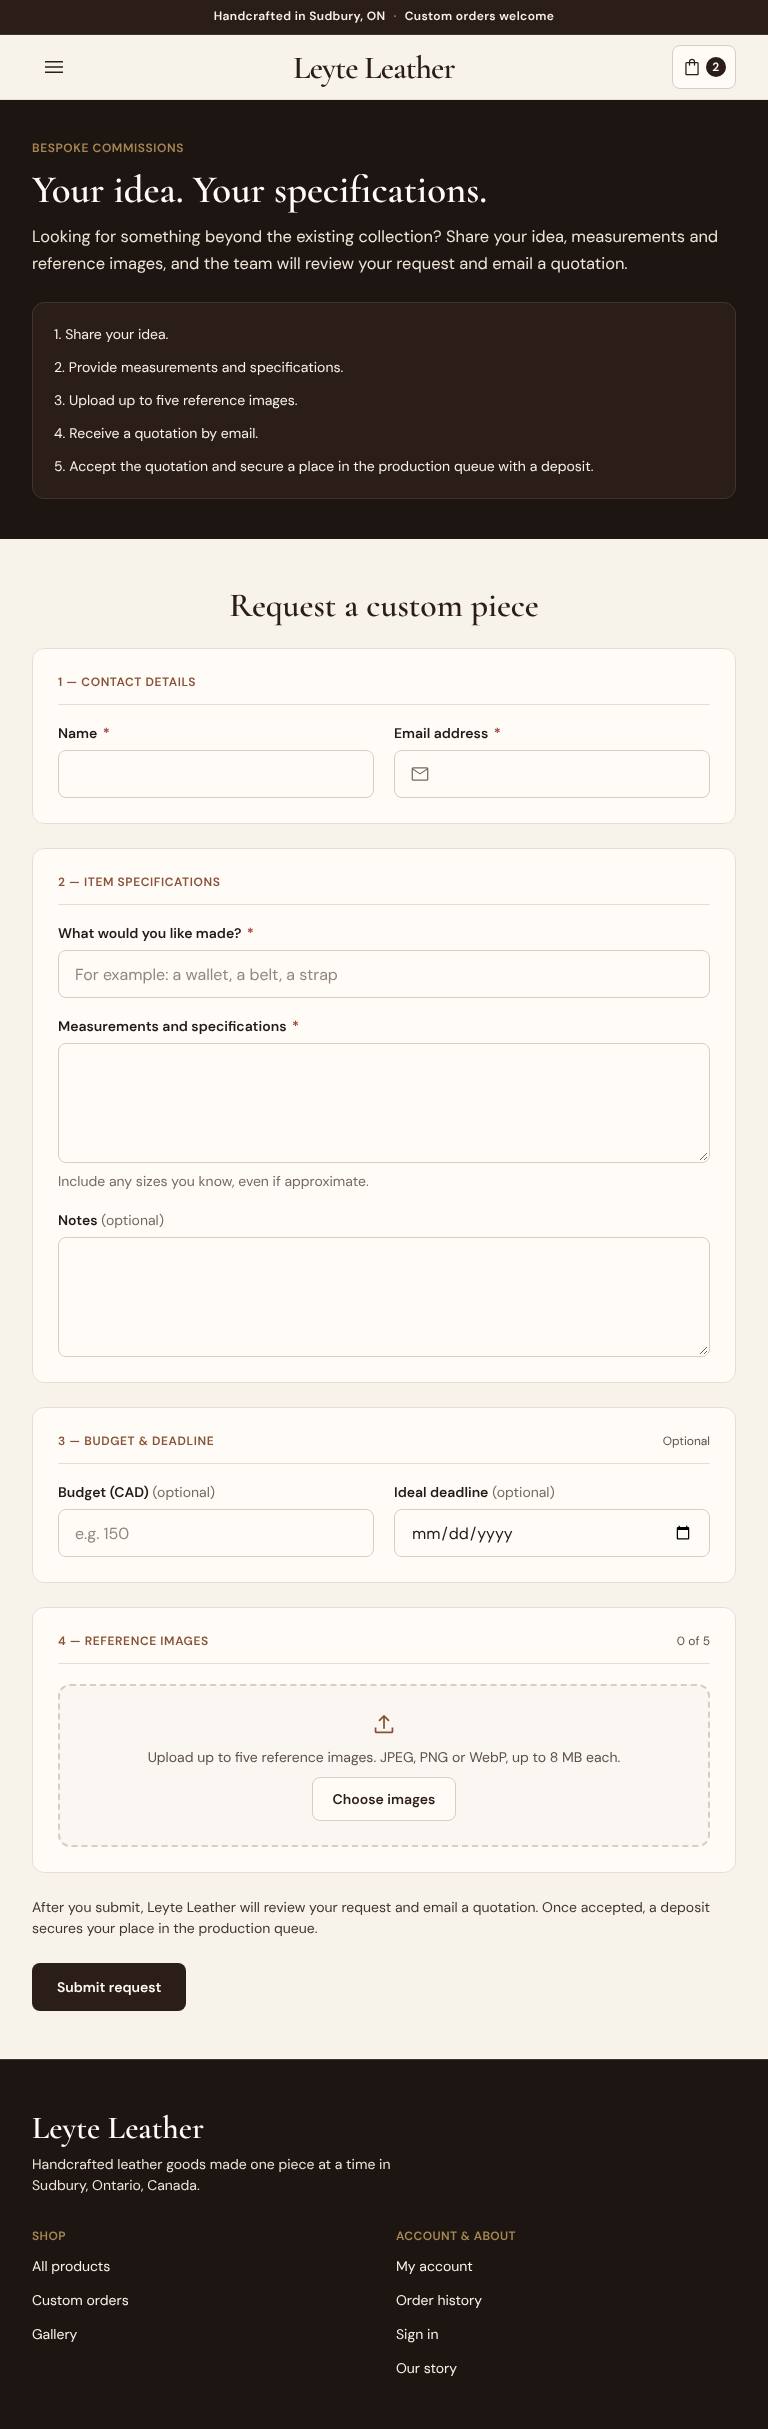 Handcrafted in Sudbury, ON · Custom orders welcome
Leyte Leather
2
BESPOKE COMMISSIONS
Your idea. Your specifications.
Looking for something beyond the existing collection? Share your idea, measurements and
reference images, and the team will review your request and email a quotation.
1. Share your idea.
2. Provide measurements and specifications.
3. Upload up to five reference images.
4. Receive a quotation by email.
5. Accept the quotation and secure a place in the production queue with a deposit.
Request a custom piece
1 — CONTACT DETAILS
Name *
Email address *
2 — ITEM SPECIFICATIONS
What would you like made? *
For example: a wallet, a belt, a strap
Measurements and specifications *
Include any sizes you know, even if approximate.
Notes (optional)
3 — BUDGET & DEADLINE
Optional
Budget (CAD) (optional)
Ideal deadline (optional)
e.g. 150
mm/dd/yyyy
4 — REFERENCE IMAGES
0 of 5
Upload up to five reference images. JPEG, PNG or WebP, up to 8 MB each.
Choose images
After you submit, Leyte Leather will review your request and email a quotation. Once accepted, a deposit
secures your place in the production queue.
Submit request
Leyte Leather
Handcrafted leather goods made one piece at a time in
Sudbury, Ontario, Canada.
SHOP
All products
Custom orders
Gallery
ACCOUNT & ABOUT
My account
Order history
Sign in
Our story